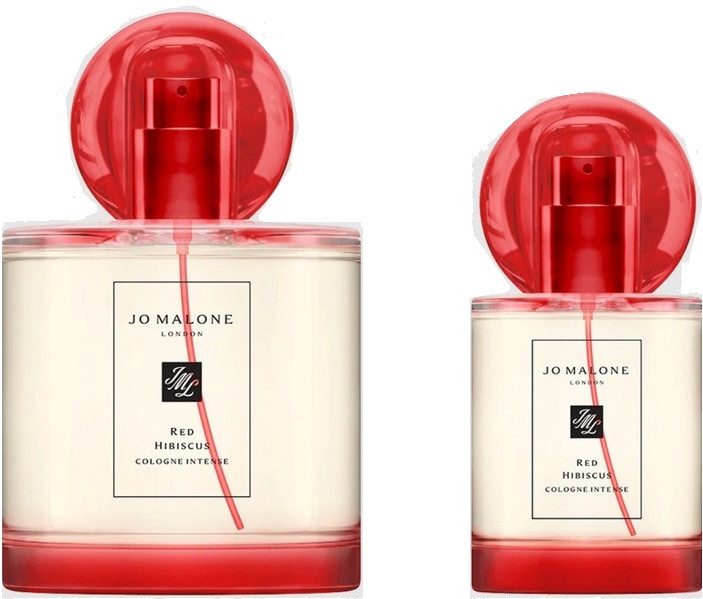 JO MALONE
LONDON
JML
RED
HIBISCUS
COLOGNE INTENSE
JO MALONE
LONDON
JML
RED
HIBISCUS
COLOGNE INTENSE